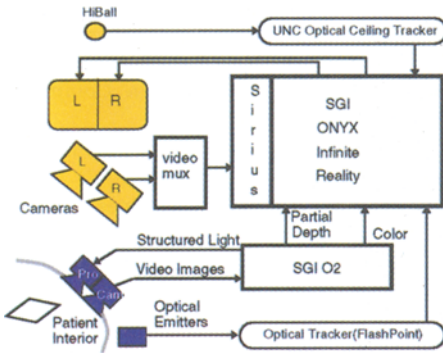 HiBall
UNC Optical Ceiling Tracker
L R
Sirius
SGI
ONYX
Infinite
Reality
L
R
video
mux
Cameras
Partial
Depth
Color
Structured Light
Video Images
SGI O2
Pro
Cam
Optical
Emitters
Patient
Interior
Optical Tracker(FlashPoint)